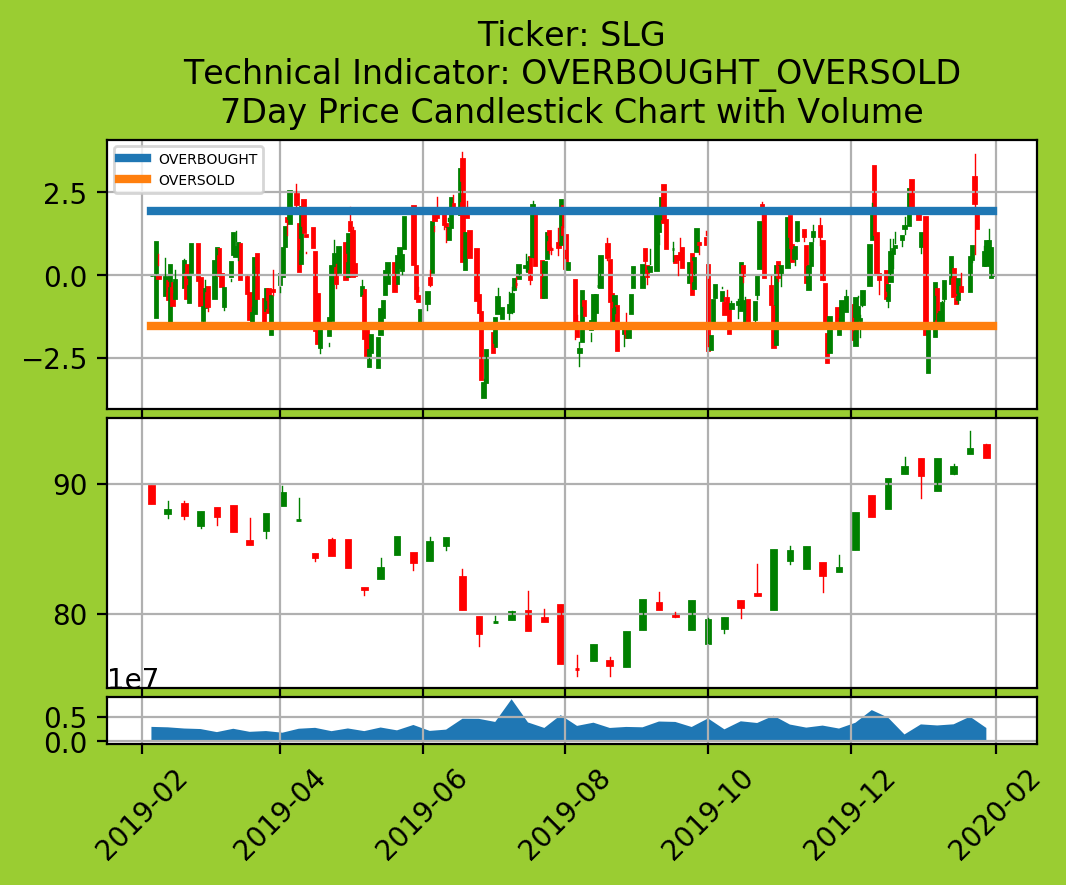 Ticker: SLG
Technical Indicator: OVERBOUGHT_OVERSOLD
7Day Price Candlestick Chart with Volume
OVERBOUGHT
OVERSOLD
2.5
0.0
−2.5
90
80
1e7
0.5
0.0
2019-02
2019-04
2019-06
2019-08
2019-10
2019-12
2020-02